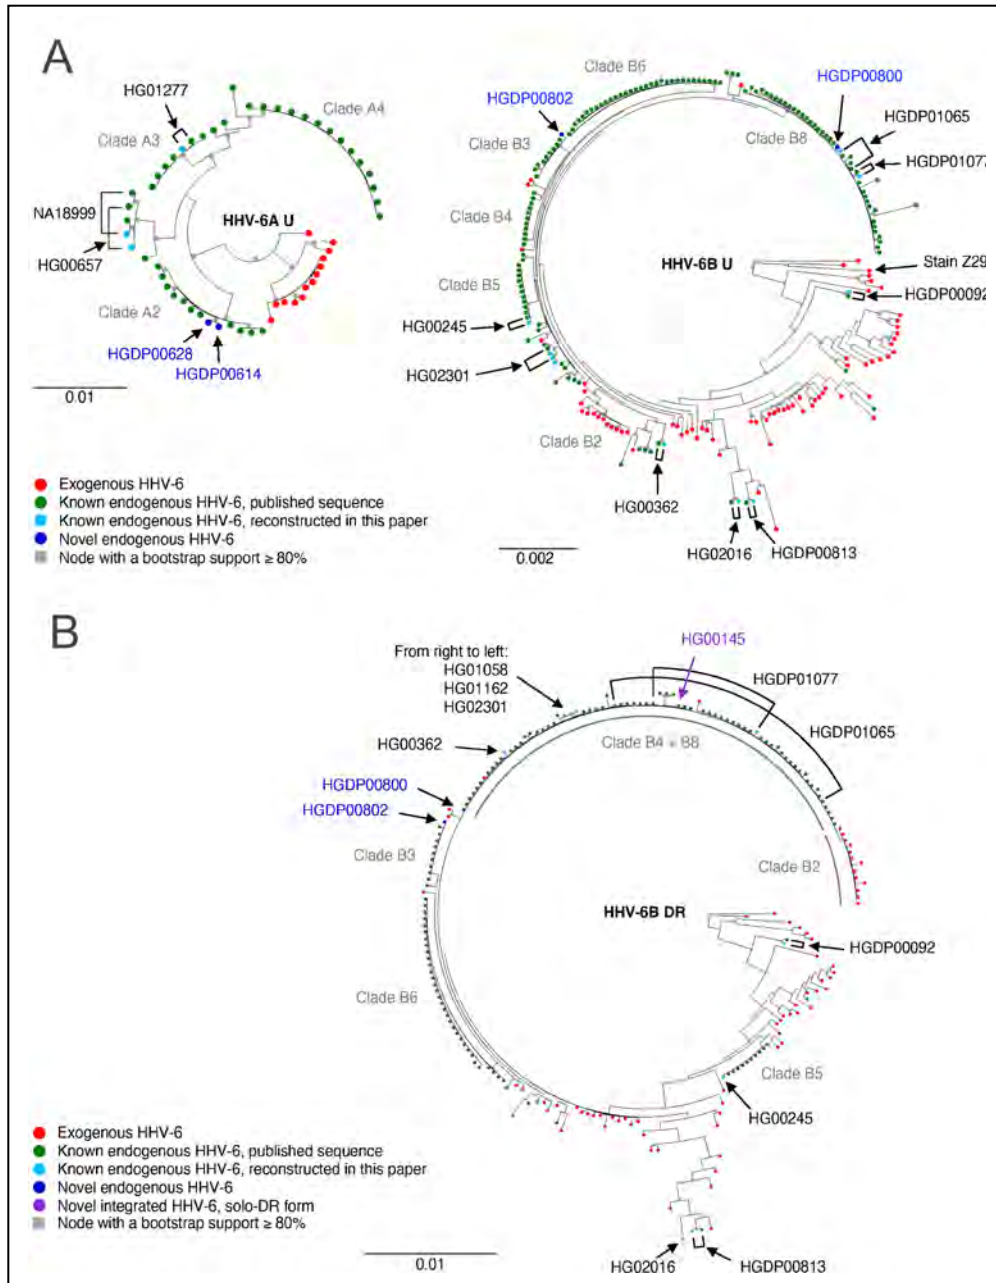 A
HG01277
Clade A4
Clade A3
NA18999
HHV-6A U
HG00657
Clade A2
HGDP00628
HGDP00614
0.01
Clade B6
HGDP00800
HGDP00802
HGDP01065
Clade B3
Clade B8
HGDP01077
Clade B4
HHV-6B U
Stain Z29
Clade B5
HGDP00092
HG00245
HG02301
Clade B2
HG00362
HG02016
HGDP00813
0.002
Exogenous HHV-6
Known endogenous HHV-6, published sequence
Known endogenous HHV-6, reconstructed in this paper
Novel endogenous HHV-6
Node with a bootstrap support ≥ 80%
B
From right to left:
HG01058
HG01162
HG02301
HG00145
HGDP01077
HGDP01065
HG00362
Clade B4 + B8
HGDP00800
HGDP00802
Clade B3
Clade B2
HHV-6B DR
HGDP00092
Clade B6
Clade B5
HG00245
Exogenous HHV-6
Known endogenous HHV-6, published sequence
Known endogenous HHV-6, reconstructed in this paper
Novel endogenous HHV-6
Novel integrated HHV-6, solo-DR form
Node with a bootstrap support ≥ 80%
0.01
HG02016
HGDP00813